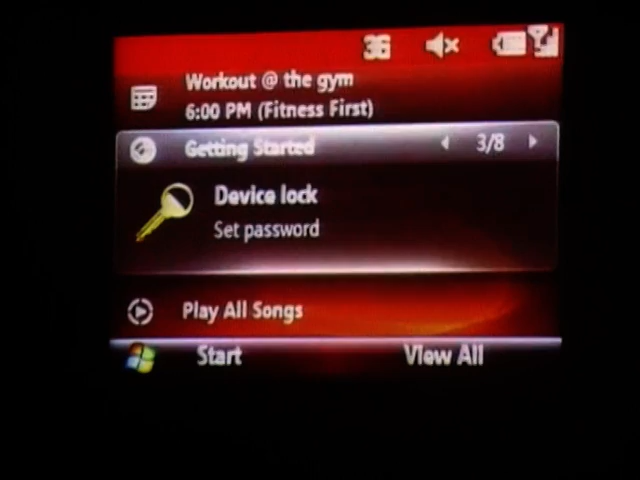 3G
Workout @ the gym
6:00 PM (Fitness First)
Getting Started 3/8
Device lock
Set password
Play All Songs
Start View All